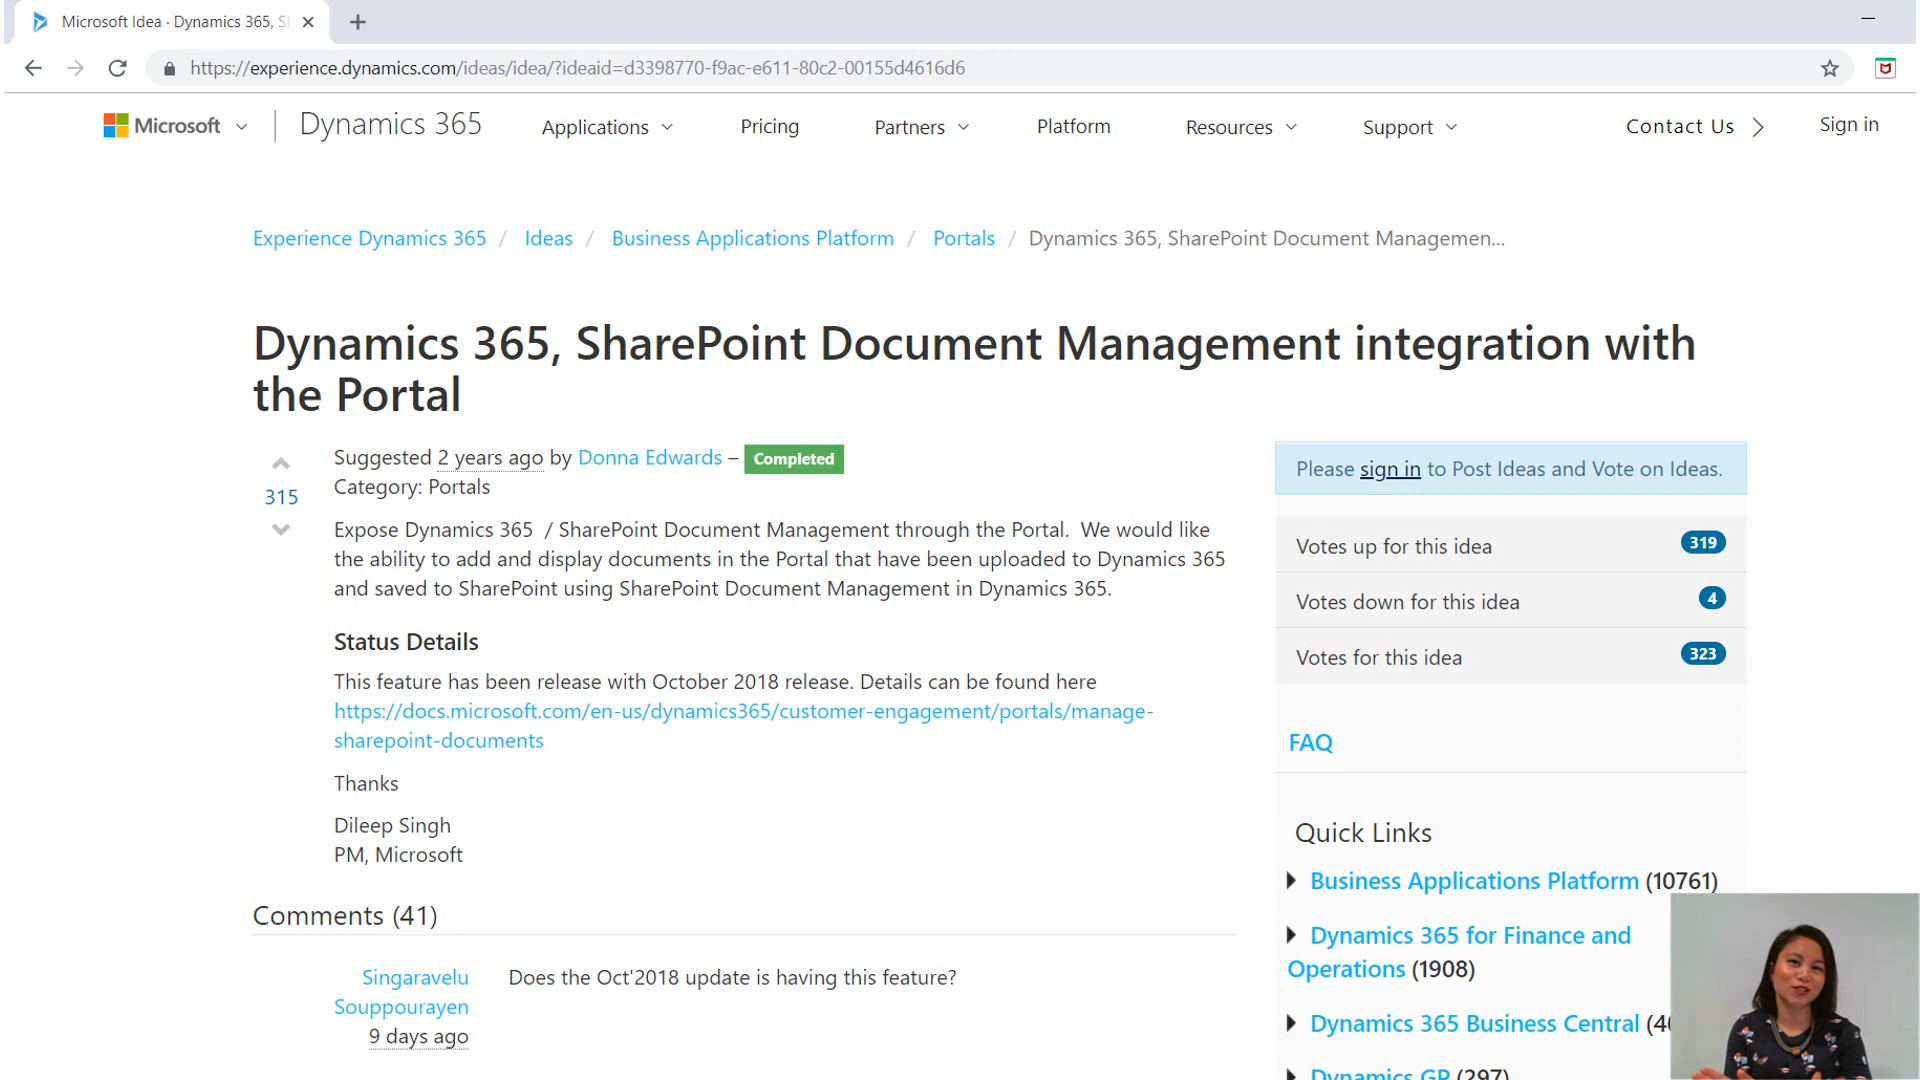 Microsoft Idea · Dynamics 365, S
https://experience.dynamics.com/ideas/idea/?ideaid=d3398770-f9ac-e611-80c2-00155d4616d6
Microsoft Dynamics 365 Applications Pricing Partners Platform Resources Support Contact Us Sign in
Experience Dynamics 365 / Ideas / Business Applications Platform / Portals / Dynamics 365, SharePoint Document Managemen...
Dynamics 365, SharePoint Document Management integration with
the Portal
Suggested 2 years ago by Donna Edwards – Completed
315
Category: Portals
Expose Dynamics 365 / SharePoint Document Management through the Portal. We would like
the ability to add and display documents in the Portal that have been uploaded to Dynamics 365
and saved to SharePoint using SharePoint Document Management in Dynamics 365.
Status Details
This feature has been release with October 2018 release. Details can be found here
https://docs.microsoft.com/en-us/dynamics365/customer-engagement/portals/manage-
sharepoint-documents
Thanks
Dileep Singh
PM, Microsoft
Comments (41)
Singaravelu
Souppourayen
9 days ago
Does the Oct'2018 update is having this feature?
Please sign in to Post Ideas and Vote on Ideas.
Votes up for this idea 319
Votes down for this idea 4
Votes for this idea 323
FAQ
Quick Links
Business Applications Platform (10761)
Dynamics 365 for Finance and
Operations (1908)
Dynamics 365 Business Central
Dynamics GP (297)